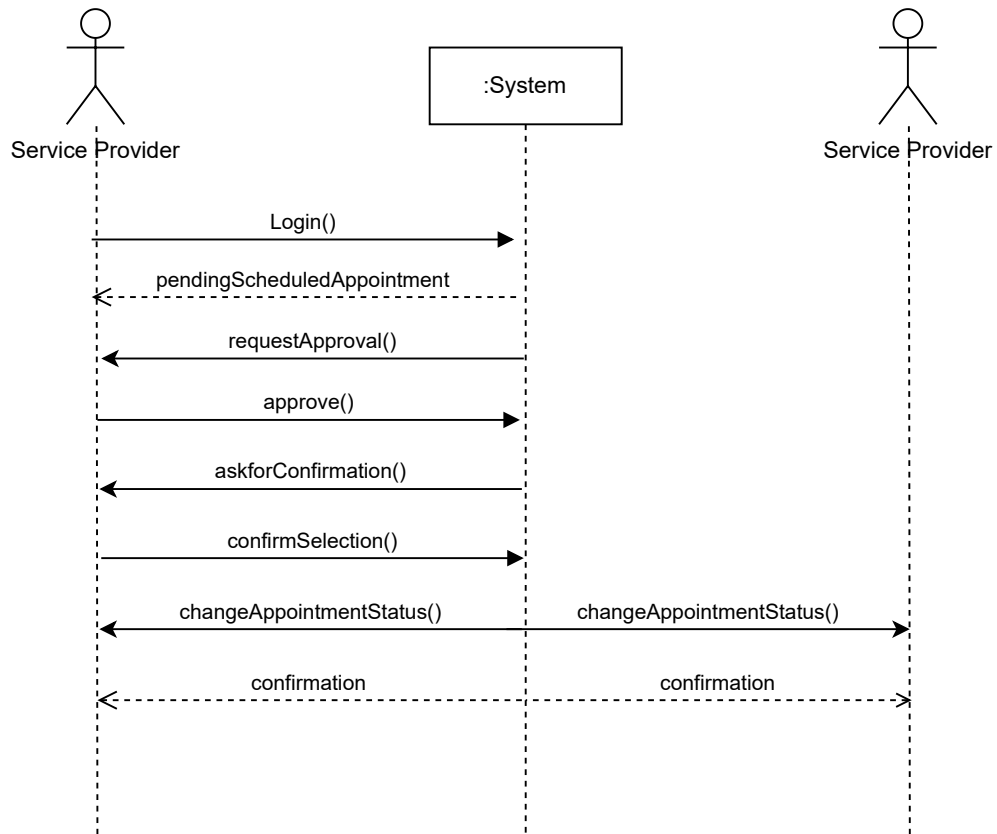 :System
Service Provider
Service Provider
Login()
pendingScheduledAppointment
requestApproval()
approve()
askforConfirmation()
confirmSelection()
changeAppointmentStatus()
changeAppointmentStatus()
confirmation
confirmation